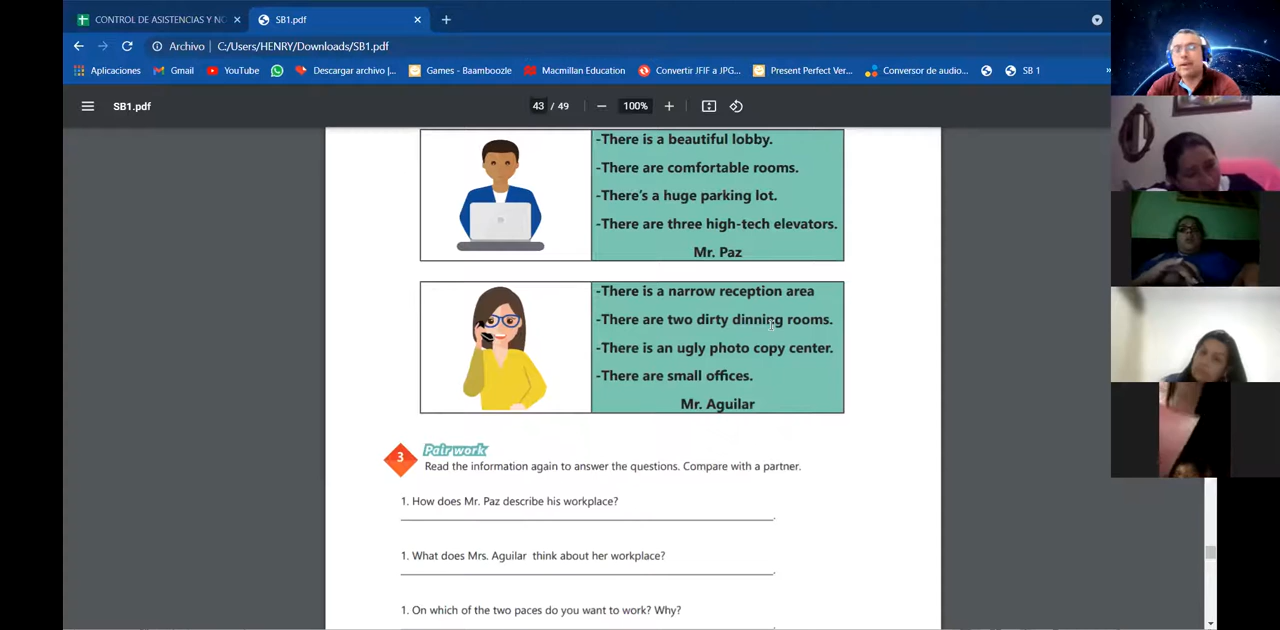 CONTROL DE ASISTENCIAS Y NO
SB1.pdf
Archivo
C:/Users/HENRY/Downloads/SB1.pdf
Aplicaciones
Gmail
YouTube
Descargar archivo |...
Games - Baamboozle
Macmillan Education
Convertir JFIF a JPG...
Present Perfect Ver...
Conversor de audio...
SB 1
»
SB1.pdf
43 / 49
100%
-There is a beautiful lobby.
-There are comfortable rooms.
-There's a huge parking lot.
-There are three high-tech elevators.
Mr. Paz
-There is a narrow reception area
-There are two dirty dinning rooms.
-There is an ugly photo copy center.
-There are small offices.
Mr. Aguilar
3
Pair work
Read the information again to answer the questions. Compare with a partner.
1. How does Mr. Paz describe his workplace?
1. What does Mrs. Aguilar think about her workplace?
1. On which of the two paces do you want to work? Why?